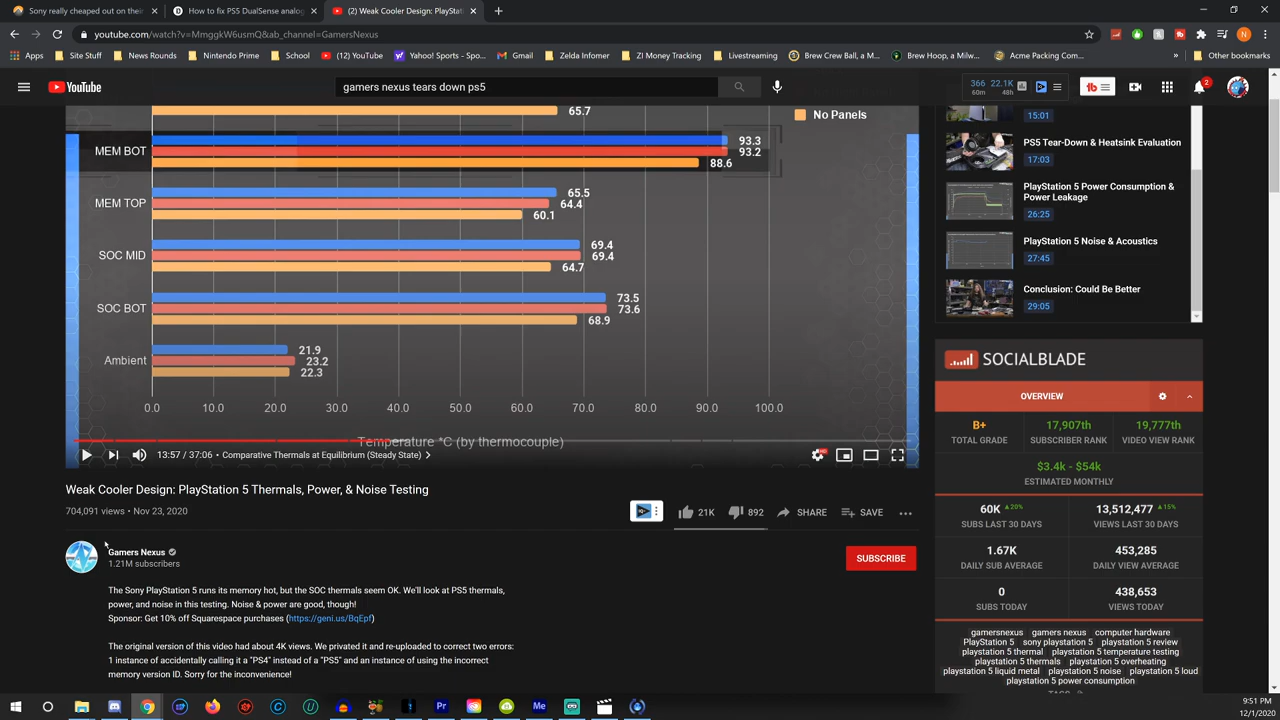 Sony really cheaped out on their
How to fix PS5 DualSense analog
(2) Weak Cooler Design: PlayStati
youtube.com/watch?v=MmggkW6usmQ&ab_channel=GamersNexus
Apps
Site Stuff
News Rounds
School
(12) YouTube
Yahoo! Sports - Spo...
Gmail
Zelda Infomer
ZI Money Tracking
Livestreaming
Brew Crew Ball, a M...
Brew Hoop, a Milw...
Acme Packing Com...
Other bookmarks
YouTube
gamers nexus tears down ps5
366 22.1K
60m 48h
2
65.7
No Panels
MEM BOT
93.3
93.2
88.6
MEM TOP
65.5
64.4
60.1
SOC MID
69.4
69.4
64.7
SOC BOT
73.5
73.6
68.9
Ambient
21.9
23.2
22.3
0.0 10.0 20.0 30.0 40.0 50.0 60.0 70.0 80.0 90.0 100.0
Temperature °C (by thermocouple)
13:57 / 37:06 • Comparative Thermals at Equilibrium (Steady State)
Weak Cooler Design: PlayStation 5 Thermals, Power, & Noise Testing
704,091 views • Nov 23, 2020
21K
892
SHARE
SAVE
Gamers Nexus
1.21M subscribers
SUBSCRIBE
The Sony PlayStation 5 runs its memory hot, but the SOC thermals seem OK. We'll look at PS5 thermals,
power, and noise in this testing. Noise & power are good, though!
Sponsor: Get 10% off Squarespace purchases (https://geni.us/BqEpf)
The original version of this video had about 4K views. We privated it and re-uploaded to correct two errors:
1 instance of accidentally calling it a "PS4" instead of a "PS5" and an instance of using the incorrect
memory version ID. Sorry for the inconvenience!
15:01
PS5 Tear-Down & Heatsink Evaluation
17:03
PlayStation 5 Power Consumption &
Power Leakage
26:25
PlayStation 5 Noise & Acoustics
27:45
Conclusion: Could Be Better
29:05
SOCIALBLADE
OVERVIEW
B+
TOTAL GRADE
17,907th
SUBSCRIBER RANK
19,777th
VIDEO VIEW RANK
$3.4k - $54k
ESTIMATED MONTHLY
60K 20%
SUBS LAST 30 DAYS
13,512,477 15%
VIEWS LAST 30 DAYS
1.67K
DAILY SUB AVERAGE
453,285
DAILY VIEW AVERAGE
0
SUBS TODAY
438,653
VIEWS TODAY
gamersnexus gamers nexus computer hardware
PlayStation 5 sony playstation 5 playstation 5 review
playstation 5 thermal playstation 5 temperature testing
playstation 5 thermals playstation 5 overheating
playstation 5 liquid metal playstation 5 noise playstation 5 loud
playstation 5 power consumption
9:51 PM
12/1/2020